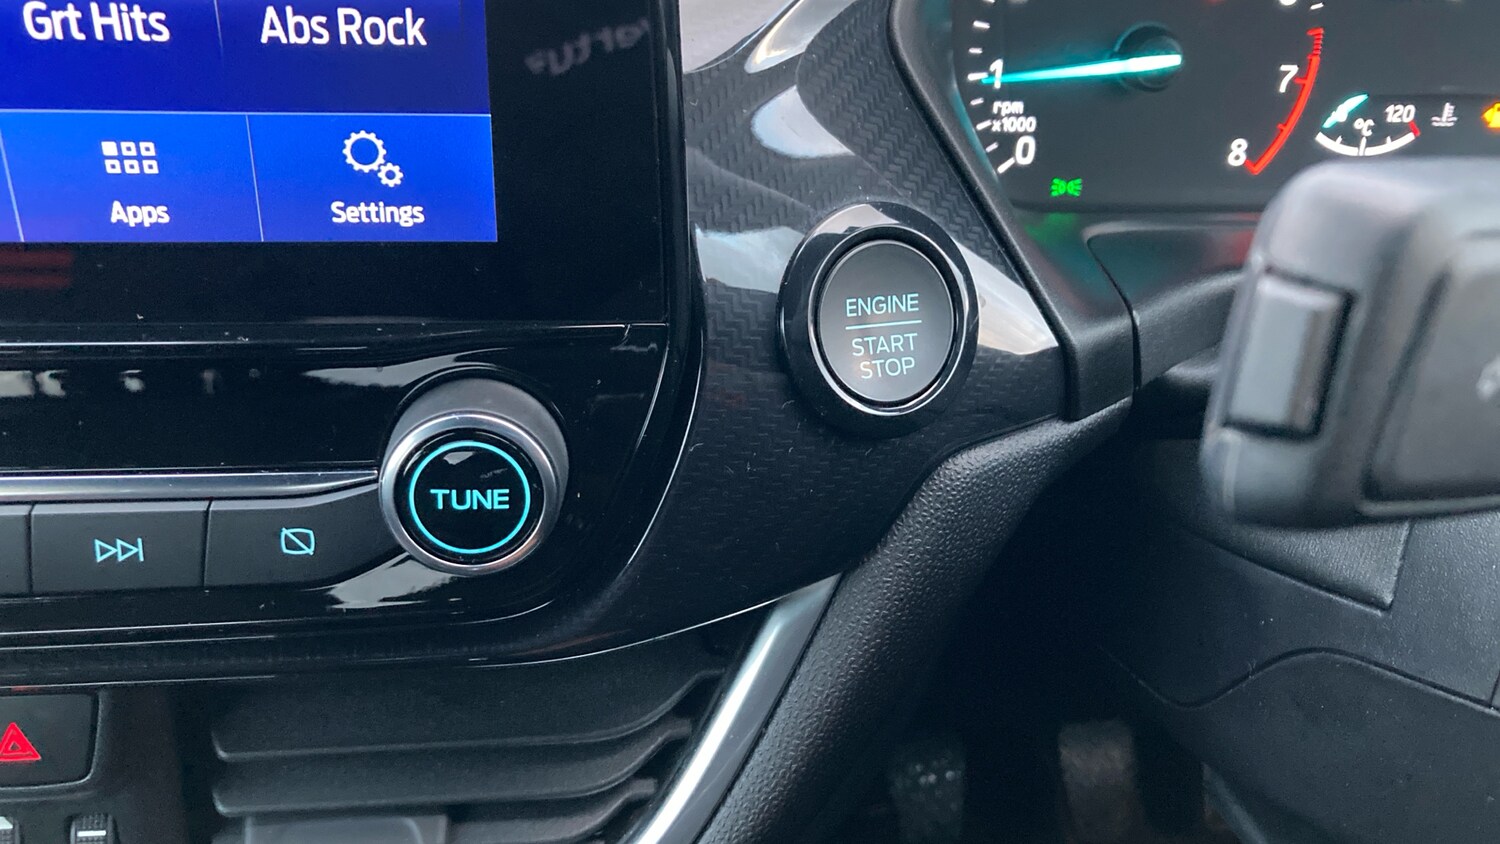 Grt Hits
Abs Rock
Apps
Settings
1
rpm
x1000
0
7
8
°C
120
ENGINE
START
STOP
TUNE